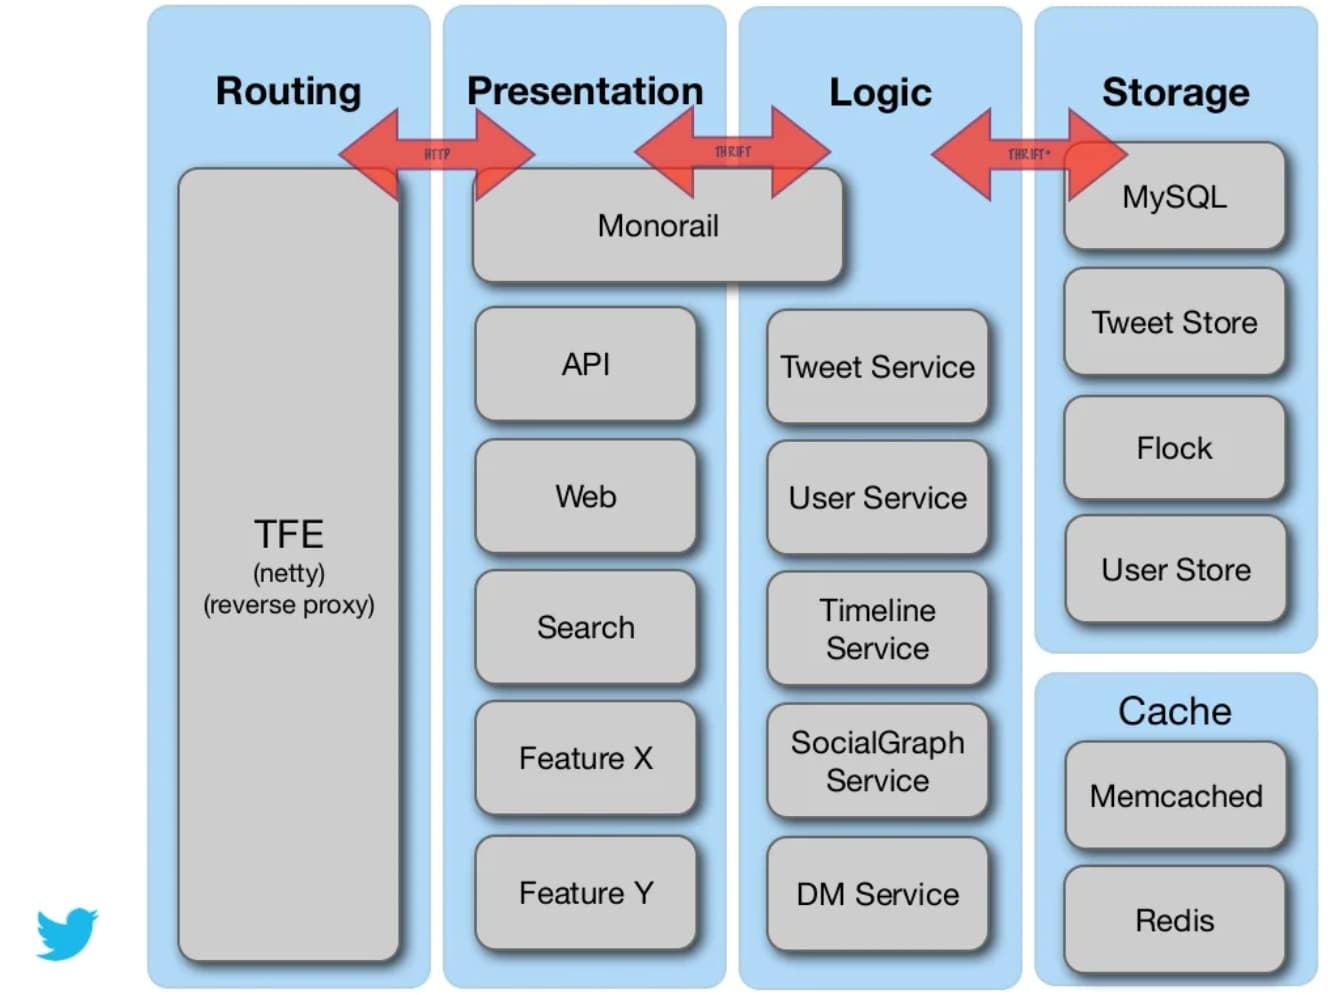 Routing
Presentation
Logic
Storage
HTTP
THRIFT
THRIFT*
TFE
(netty)
(reverse proxy)
Monorail
API
Web
Search
Feature X
Feature Y
Tweet Service
User Service
Timeline
Service
SocialGraph
Service
DM Service
MySQL
Tweet Store
Flock
User Store
Cache
Memcached
Redis